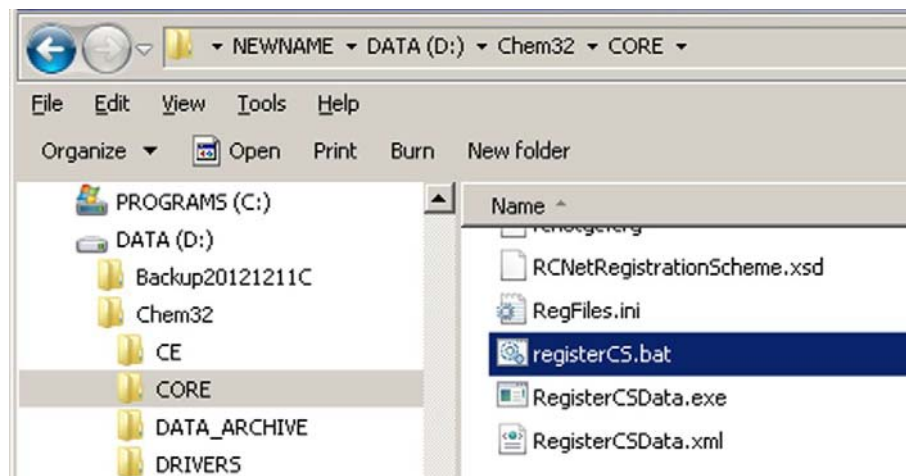 NEWNAME DATA (D:) Chem32 CORE
File Edit View Tools Help
Organize Open Print Burn New folder
PROGRAMS (C:)
DATA (D:)
Backup20121211C
Chem32
CE
CORE
DATA_ARCHIVE
DRIVERS
Name
RCNetRegistrationScheme.xsd
RegFiles.ini
registerCS.bat
RegisterCSData.exe
RegisterCSData.xml